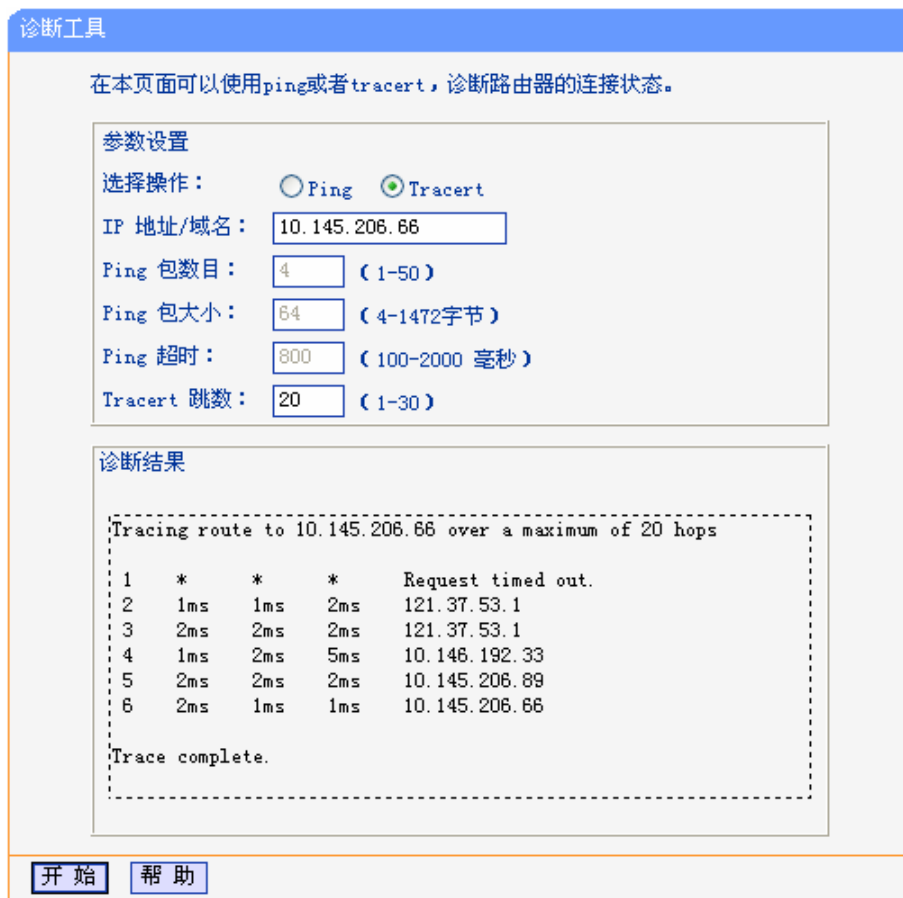 诊断工具
在本页面可以使用ping或者tracert，诊断路由器的连接状态。
参数设置
选择操作： Ping Tracert
IP 地址/域名： 10.145.206.66
Ping 包数目： 4 （1-50）
Ping 包大小： 64 （4-1472字节）
Ping 超时： 800 （100-2000 毫秒）
Tracert 跳数： 20 （1-30）
诊断结果
Tracing route to 10.145.206.66 over a maximum of 20 hops
1 * * * Request timed out.
2 1ms 1ms 2ms 121.37.53.1
3 2ms 2ms 2ms 121.37.53.1
4 1ms 2ms 5ms 10.146.192.33
5 2ms 2ms 2ms 10.145.206.89
6 2ms 1ms 1ms 10.145.206.66
Trace complete.
开 始 帮 助